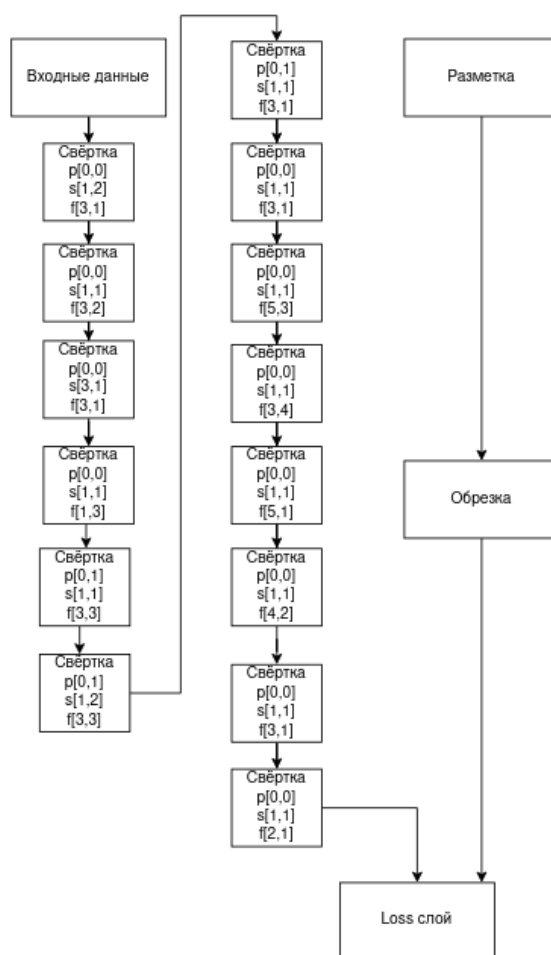 Входные данные
Свёртка
p[0,0]
s[1,2]
f[3,1]
Свёртка
p[0,0]
s[1,1]
f[3,2]
Свёртка
p[0,0]
s[3,1]
f[3,1]
Свёртка
p[0,0]
s[1,1]
f[1,3]
Свёртка
p[0,1]
s[1,1]
f[3,3]
Свёртка
p[0,1]
s[1,2]
f[3,3]
Свёртка
p[0,1]
s[1,1]
f[3,1]
Свёртка
p[0,0]
s[1,1]
f[3,1]
Свёртка
p[0,0]
s[1,1]
f[5,3]
Свёртка
p[0,0]
s[1,1]
f[3,4]
Свёртка
p[0,0]
s[1,1]
f[5,1]
Свёртка
p[0,0]
s[1,1]
f[4,2]
Свёртка
p[0,0]
s[1,1]
f[3,1]
Свёртка
p[0,0]
s[1,1]
f[2,1]
Разметка
Обрезка
Loss слой